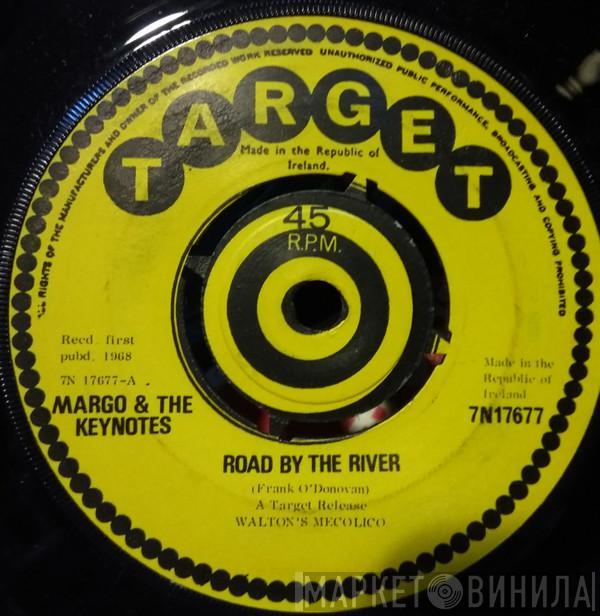 ALL RIGHTS OF THE MANUFACTURERS AND OWNER OF THE RECORDED WORK RESERVED UNAUTHORIZED PUBLIC PERFORMANCE, BROADCASTING AND COPYING PROHIBITED
TARGET
Made in the Republic of
Ireland.
45
R.P.M.
Recd. first
pubd. 1968
7N 17677-A .
MARGO & THE
KEYNOTES
Made in the
Republic of
Ireland
7N17677
ROAD BY THE RIVER
(Frank O'Donovan)
A Target Release
WALTON'S MECOLICO
МАРКЕТ ВИНИЛА